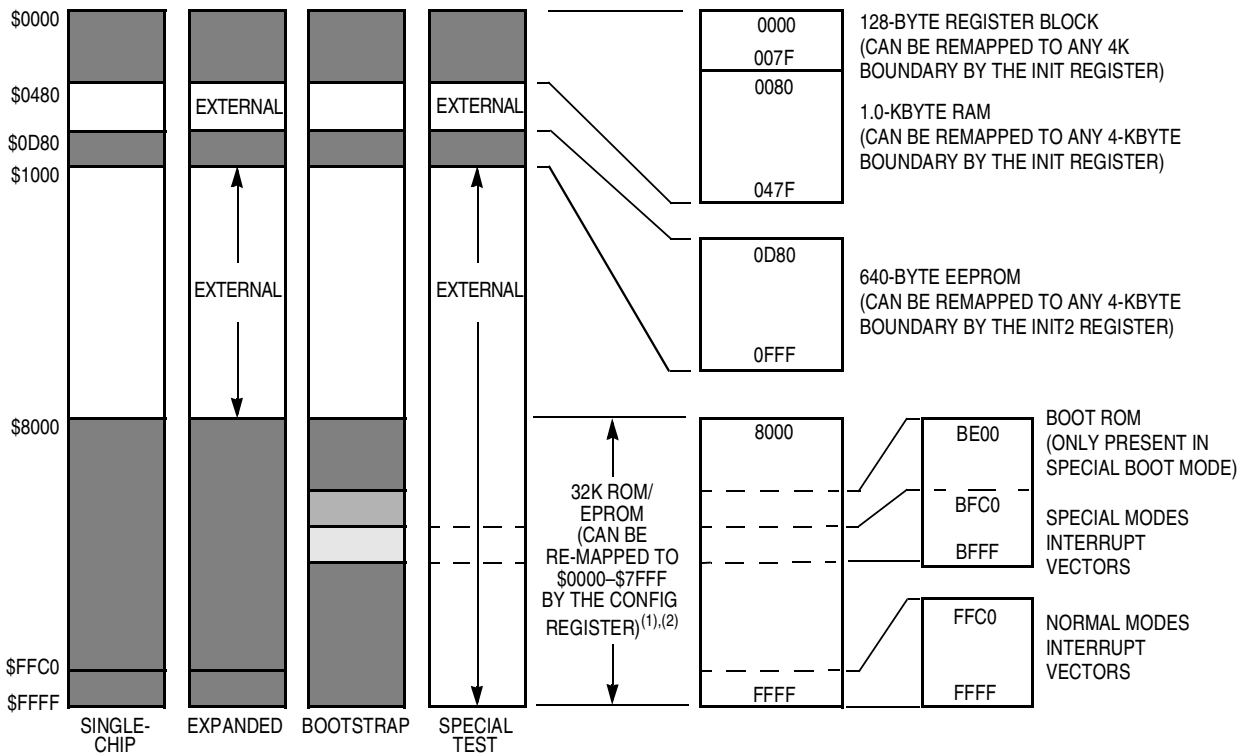 $0000
$0480
$0D80
$1000
$8000
$FFC0
$FFFF
EXTERNAL
EXTERNAL
EXTERNAL
EXTERNAL
SINGLE-
CHIP
EXPANDED
BOOTSTRAP
SPECIAL
TEST
0000
007F
0080
047F
128-BYTE REGISTER BLOCK
(CAN BE REMAPPED TO ANY 4K
BOUNDARY BY THE INIT REGISTER)
1.0-KBYTE RAM
(CAN BE REMAPPED TO ANY 4-KBYTE
BOUNDARY BY THE INIT REGISTER)
0D80
0FFF
640-BYTE EEPROM
(CAN BE REMAPPED TO ANY 4-KBYTE
BOUNDARY BY THE INIT2 REGISTER)
32K ROM/
EPROM
(CAN BE
RE-MAPPED TO
$0000–$7FFF
BY THE CONFIG
REGISTER)(1),(2)
8000
FFFF
BE00
BFC0
BFFF
BOOT ROM
(ONLY PRESENT IN
SPECIAL BOOT MODE)
SPECIAL MODES
INTERRUPT
VECTORS
FFC0
FFFF
NORMAL MODES
INTERRUPT
VECTORS